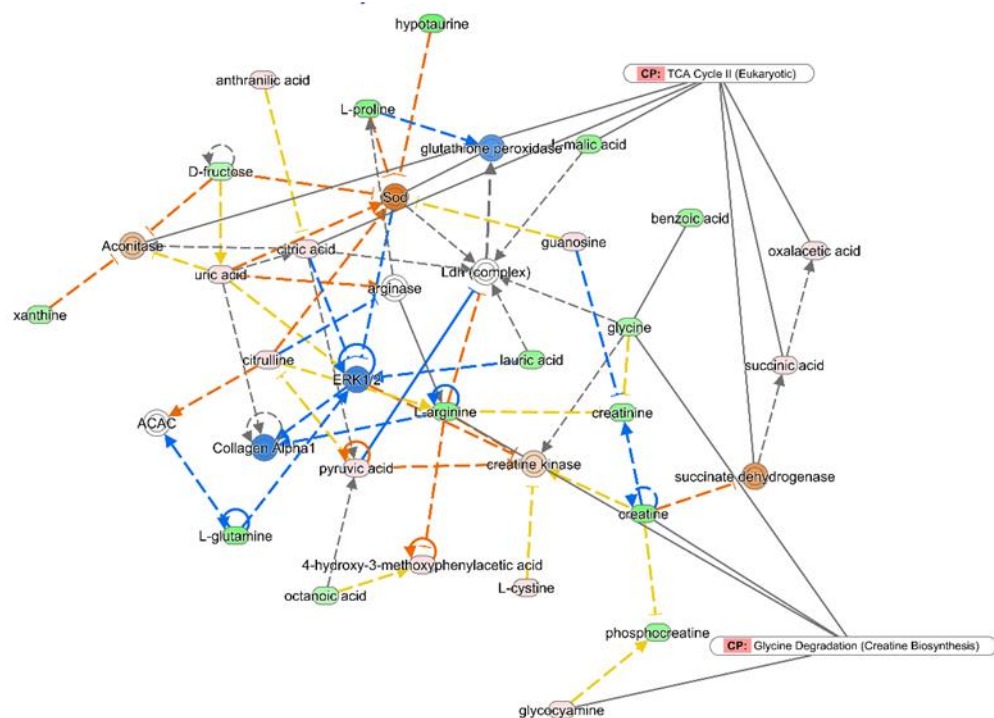 hypotaurine
anthranilic acid
CP: TCA Cycle II (Eukaryotic)
L-proline
glutathione peroxidase
L-malic acid
D-fructose
Sod
benzoic acid
Aconitase
citric acid
guanosine
oxalacetic acid
uric acid
Ldh (complex)
arginase
xanthine
glycine
citrulline
lauric acid
succinic acid
ERK1/2
ACAC
L-arginine
creatinine
Collagen Alpha1
pyruvic acid
creatine kinase
succinate dehydrogenase
L-glutamine
creatine
4-hydroxy-3-methoxyphenylacetic acid
octanoic acid
L-cystine
phosphocreatine
CP: Glycine Degradation (Creatine Biosynthesis)
glycocyamine